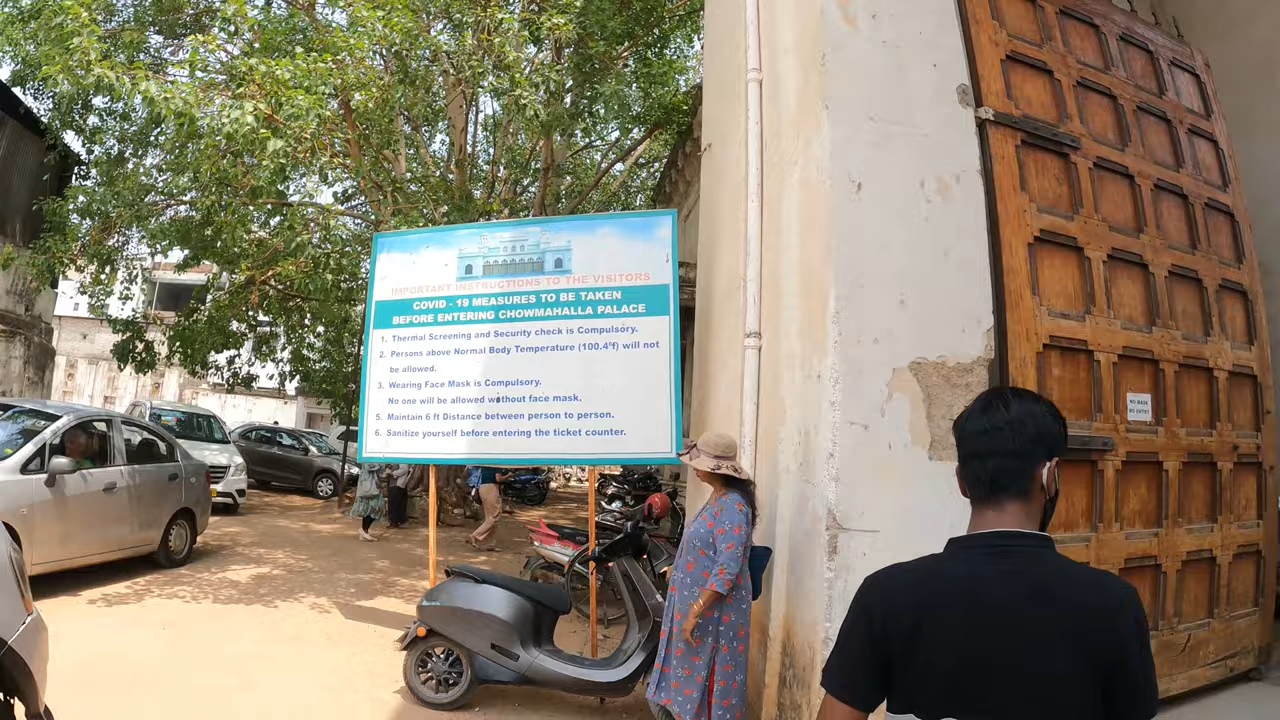 IMPORTANT INSTRUCTIONS TO THE VISITORS
COVID - 19 MEASURES TO BE TAKEN
BEFORE ENTERING CHOWMAHALLA PALACE
1. Thermal Screening and Security check is Compulsory.
2. Persons above Normal Body Temperature (100.4ºf) will not
be allowed.
3. Wearing Face Mask is Compulsory.
No one will be allowed without face mask.
5. Maintain 6 ft Distance between person to person.
6. Sanitize yourself before entering the ticket counter.
NO MASK
NO ENTRY